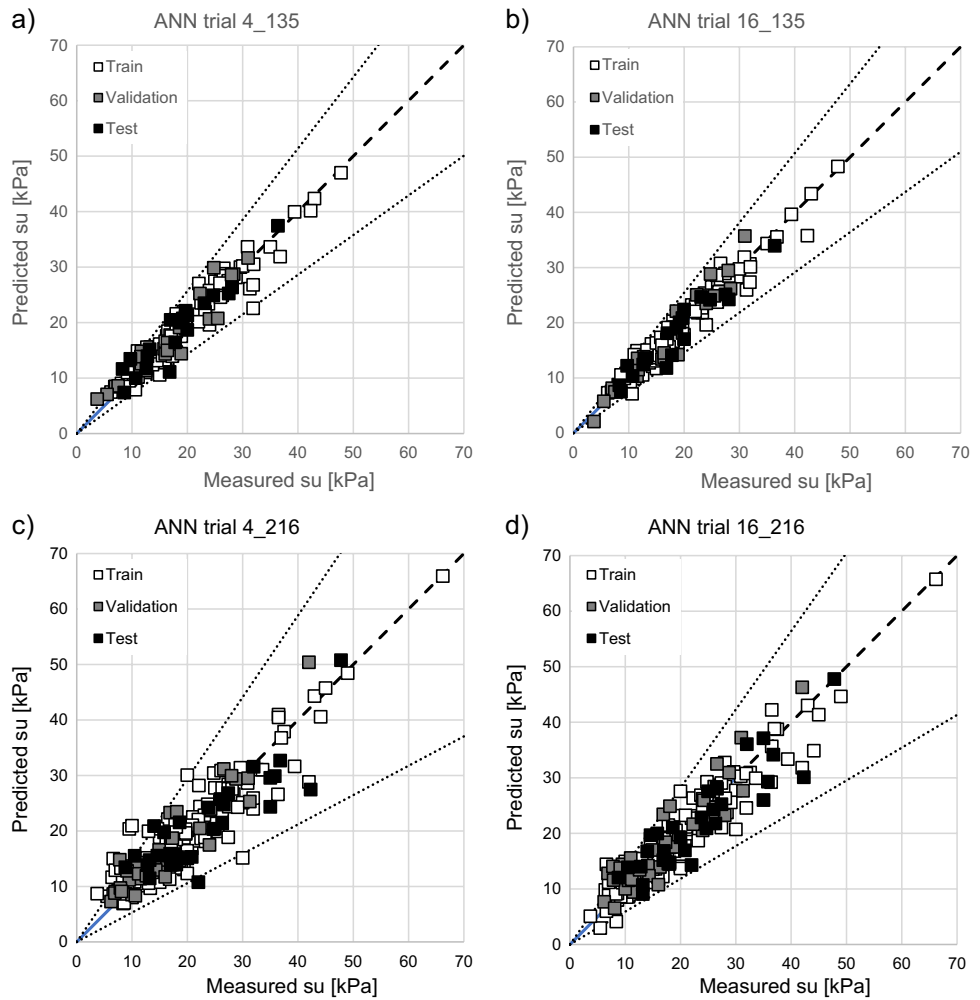 a)
ANN trial 4_135
70
60
50
40
30
20
10
0
Train
Validation
Test
Predicted su [kPa]
0 10 20 30 40 50 60 70
Measured su [kPa]
b)
ANN trial 16_135
70
60
50
40
30
20
10
0
Train
Validation
Test
Predicted su [kPa]
0 10 20 30 40 50 60 70
Measured su [kPa]
c)
ANN trial 4_216
70
60
50
40
30
20
10
0
Train
Validation
Test
Predicted su [kPa]
0 10 20 30 40 50 60 70
Measured su [kPa]
d)
ANN trial 16_216
70
60
50
40
30
20
10
0
Train
Validation
Test
Predicted su [kPa]
0 10 20 30 40 50 60 70
Measured su [kPa]